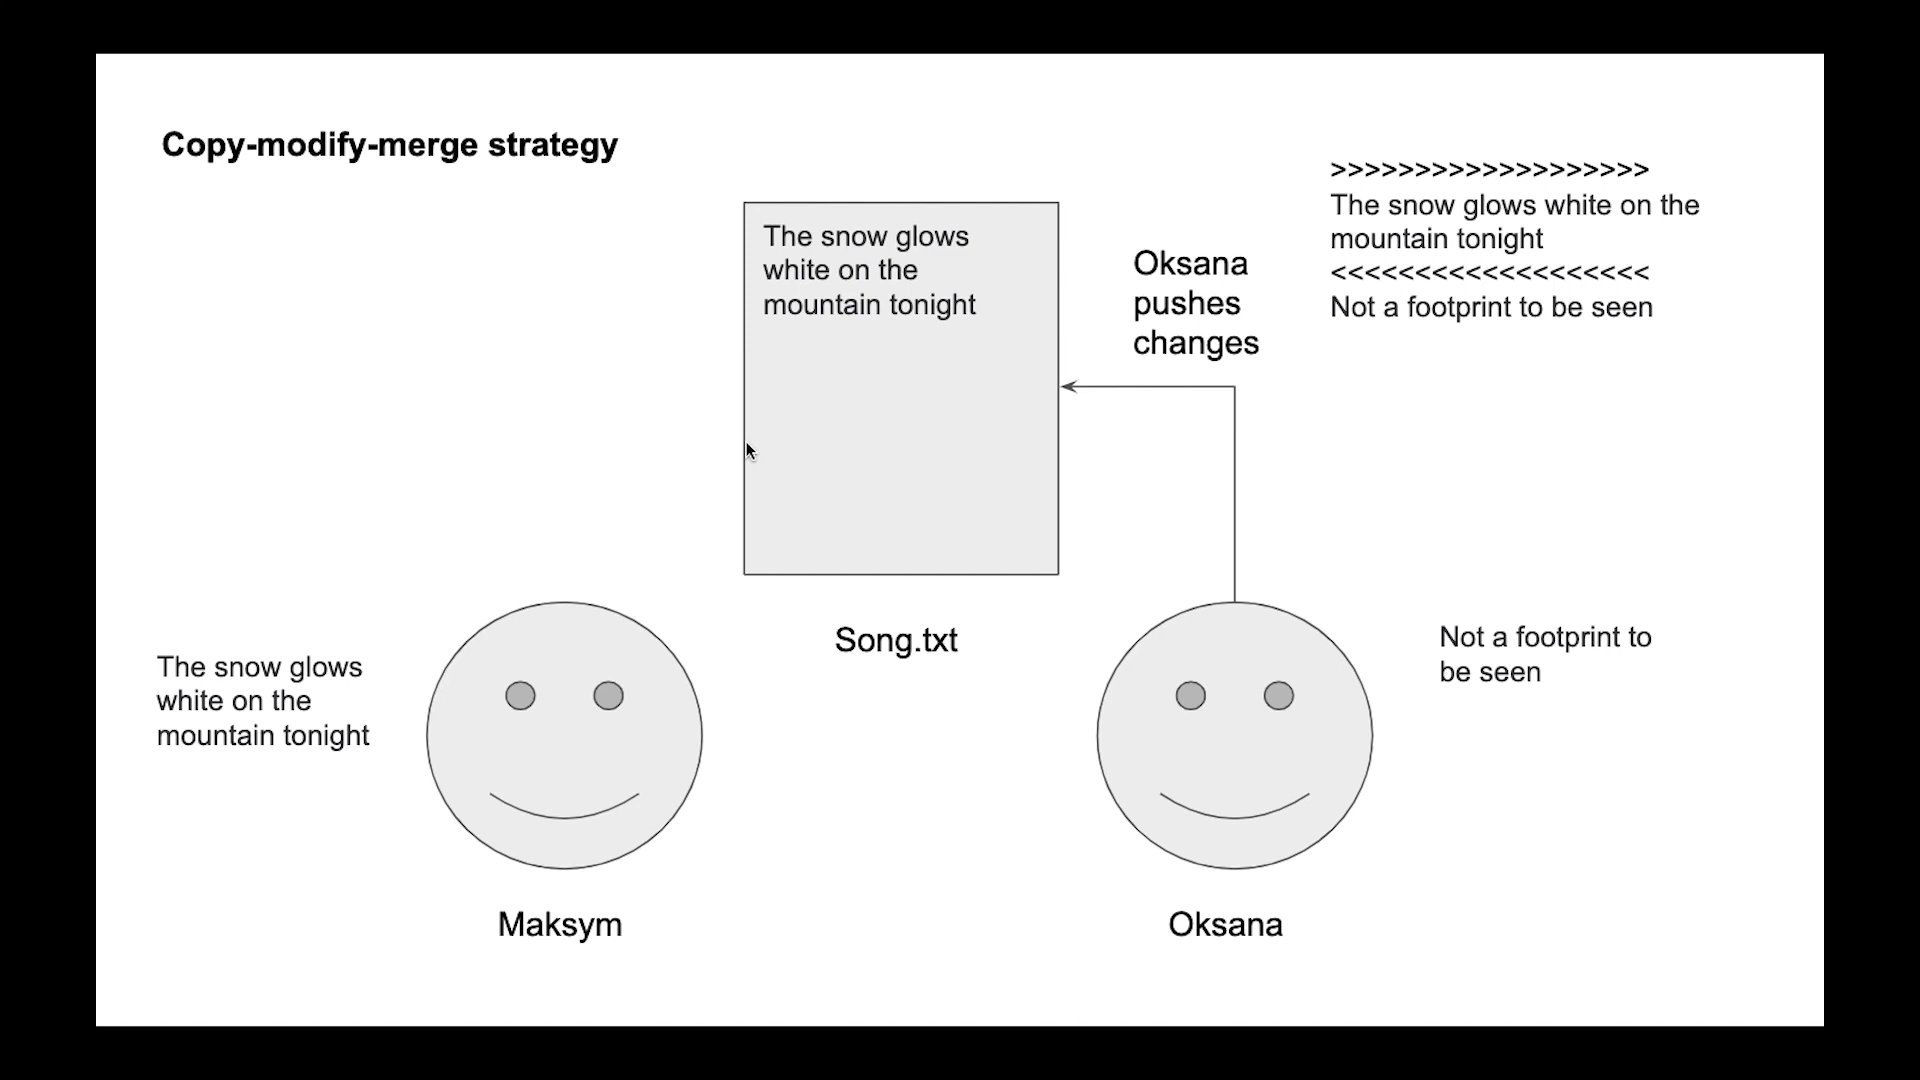 Copy-modify-merge strategy
>>>>>>>>>>>>>>>>>>>
The snow glows white on the
mountain tonight
<<<<<<<<<<<<<<<<<<<
Not a footprint to be seen
The snow glows
white on the
mountain tonight
Oksana
pushes
changes
Song.txt
The snow glows
white on the
mountain tonight
Not a footprint to
be seen
Maksym
Oksana